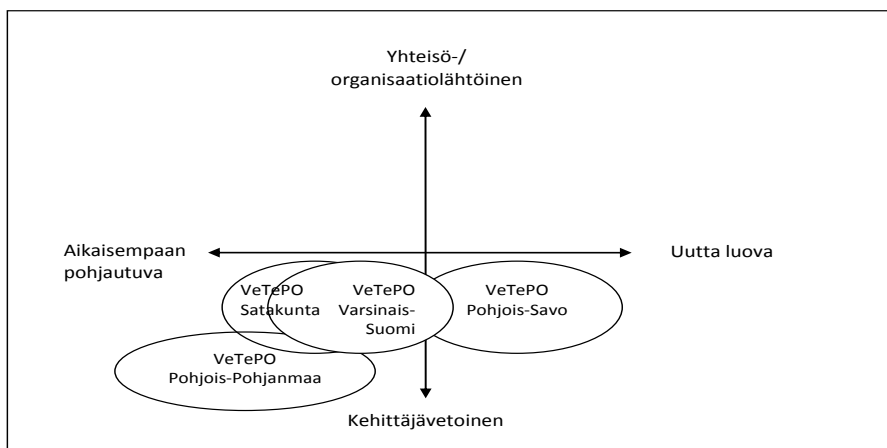 Yhteisö-/
organisaatiolähtöinen
Aikaisempaan
pohjautuva
Uutta luova
VeTePO
Satakunta
VeTePO
Varsinais-
Suomi
VeTePO
Pohjois-Savo
VeTePO
Pohjois-Pohjanmaa
Kehittäjävetoinen